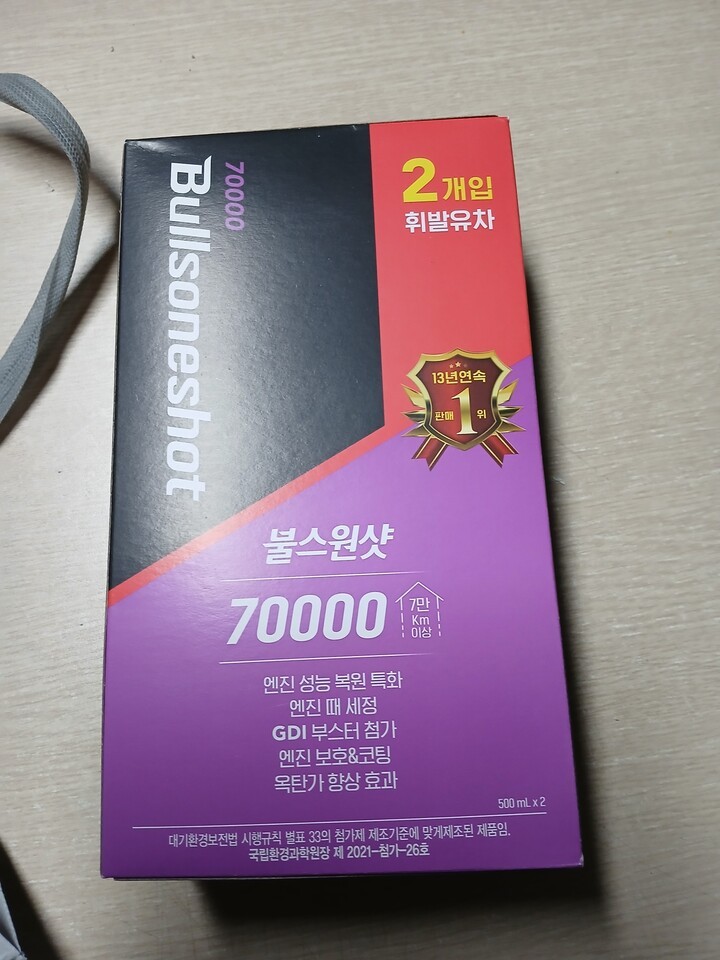 70000
Bullsoneshot
2개입
휘발유차
13년연속
판매 1 위
불스원샷
70000
7만
Km
이상
엔진 성능 복원 특화
엔진 때 세정
GDI 부스터 첨가
엔진 보호&코팅
옥탄가 향상 효과
500 mL x 2
대기환경보전법 시행규칙 별표 33의 첨가제 제조기준에 맞게제조된 제품임.
국립환경과학원장 제 2021-첨가-26호